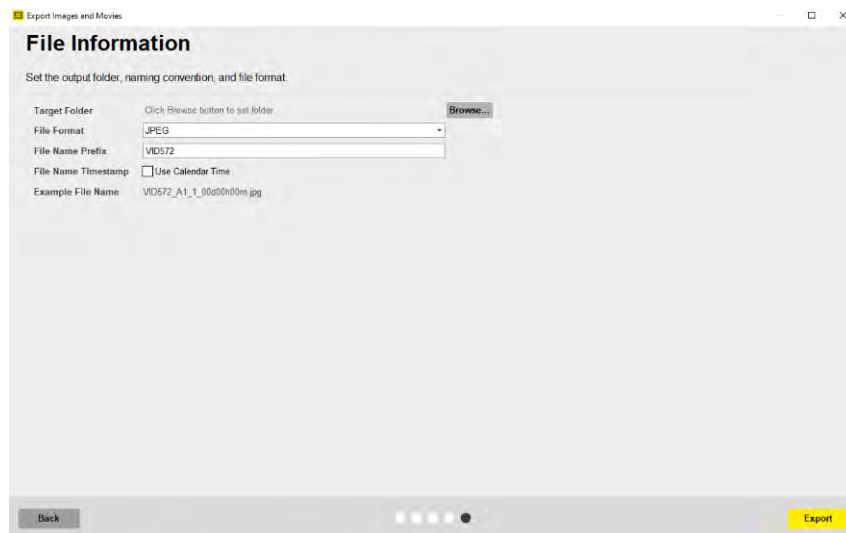 Export Images and Movies
File Information
Set the output folder, naming convention, and file format.
Target Folder Click Browse button to set folder Browse...
File Format JPEG
File Name Prefix VID572
File Name Timestamp Use Calendar Time
Example File Name VID572_A1_1_00d00h00m.jpg
Back Export